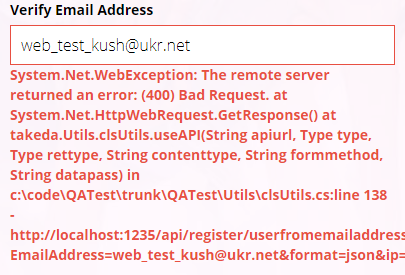 Verify Email Address
web_test_kush@ukr.net
System.Net.WebException: The remote server
returned an error: (400) Bad Request. at
System.Net.HttpWebRequest.GetResponse() at
takeda.Utils.clsUtils.useAPI(String apiurl, Type type,
Type rettype, String contenttype, String formmethod,
String datapass) in
c:\code\QATest\trunk\QATest\Utils\clsUtils.cs:line 138
-
http://localhost:1235/api/register/userfromemailaddress
EmailAddress=web_test_kush@ukr.net&format=json&ip=